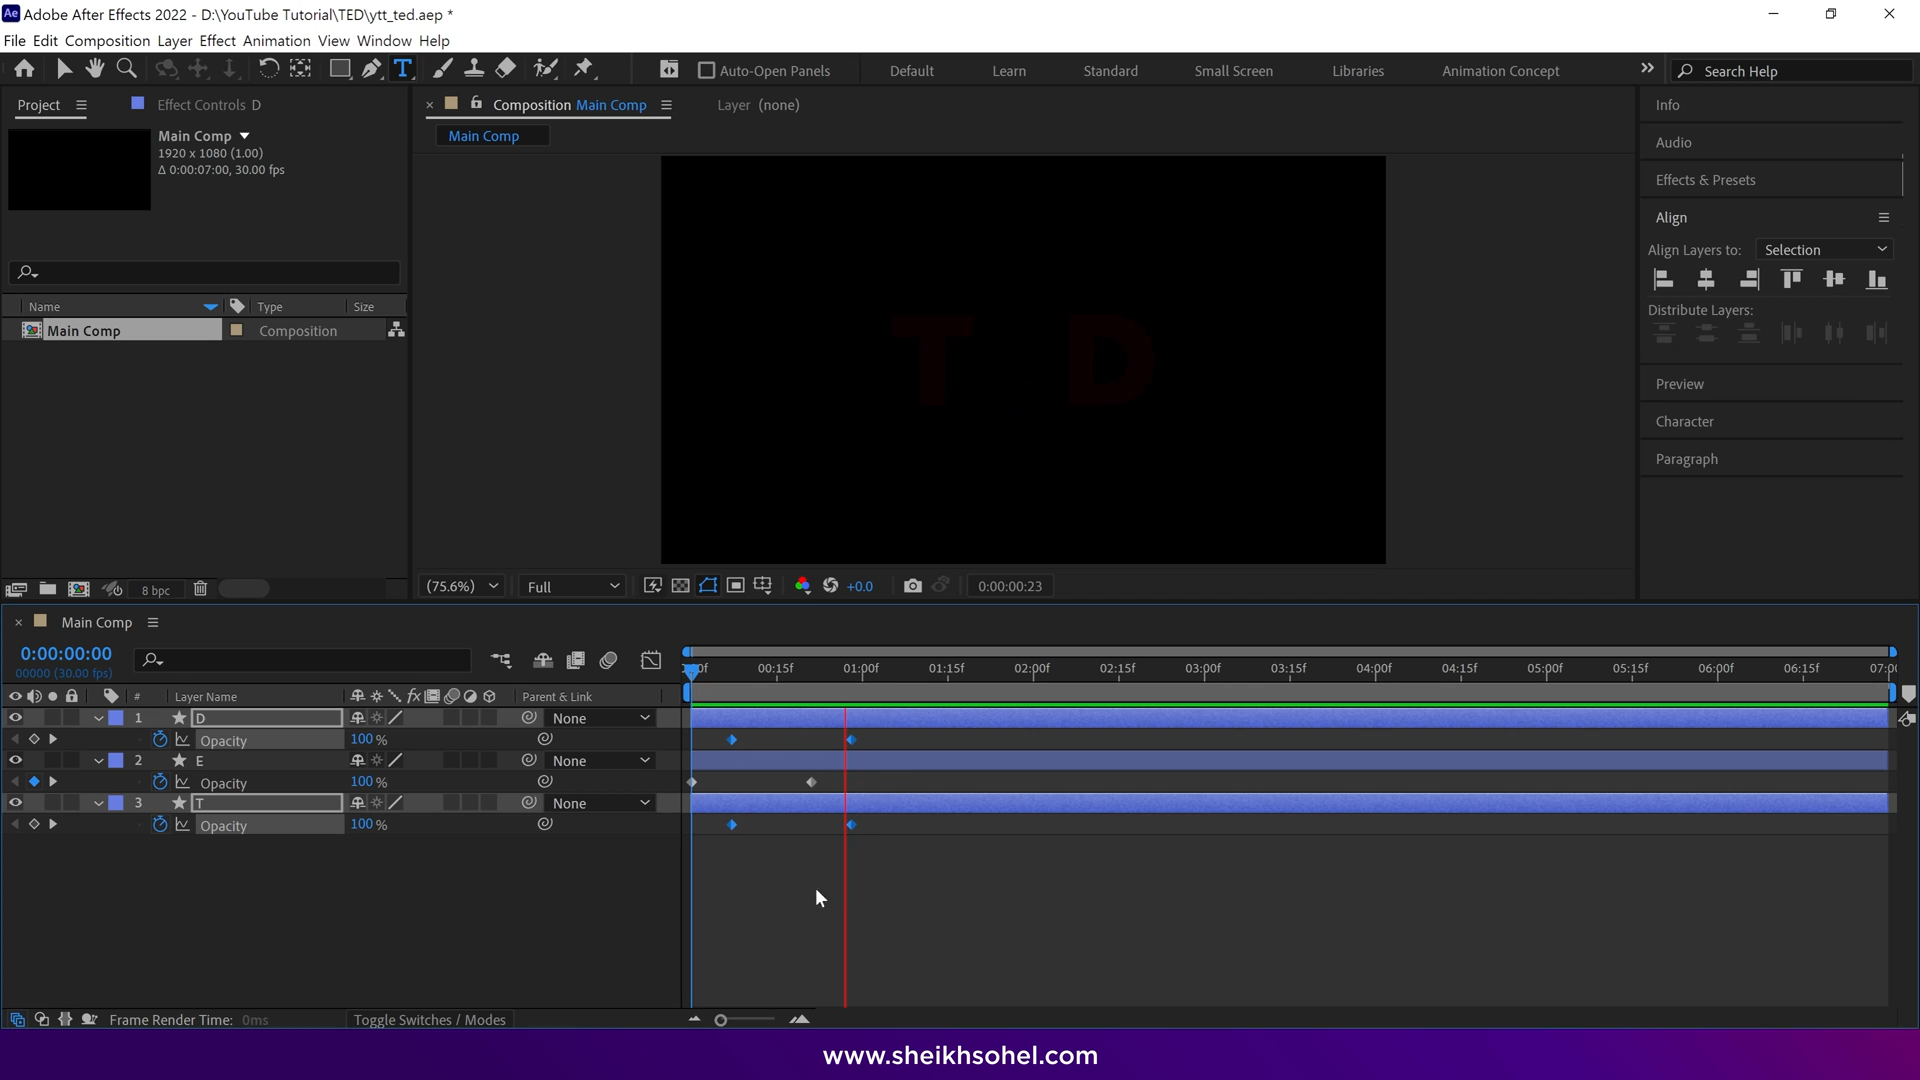 Ae Adobe After Effects 2022 - D:\YouTube Tutorial\TED\ytt_ted.aep *
File Edit Composition Layer Effect Animation View Window Help
T Auto-Open Panels Default Learn Standard Small Screen Libraries Animation Concept Search Help
Project Effect Controls D Composition Main Comp Layer (none) Info
Main Comp
1920 x 1080 (1.00)
Δ 0:00:07:00, 30.00 fps
Main Comp
Audio
Effects & Presets
Align
Align Layers to: Selection
Distribute Layers:
Name Type Size
Main Comp Composition
T D
Preview
Character
Paragraph
8 bpc
(75.6%) Full +0.0 0:00:00:23
Main Comp
0:00:00:00
00000 (30.00 fps)
00f 00:15f 01:00f 01:15f 02:00f 02:15f 03:00f 03:15f 04:00f 04:15f 05:00f 05:15f 06:00f 06:15f 07:00
# Layer Name fx Parent & Link
1 D None
Opacity 100 %
2 E None
Opacity 100 %
3 T None
Opacity 100 %
Frame Render Time: 0ms Toggle Switches / Modes
www.sheikhsohel.com